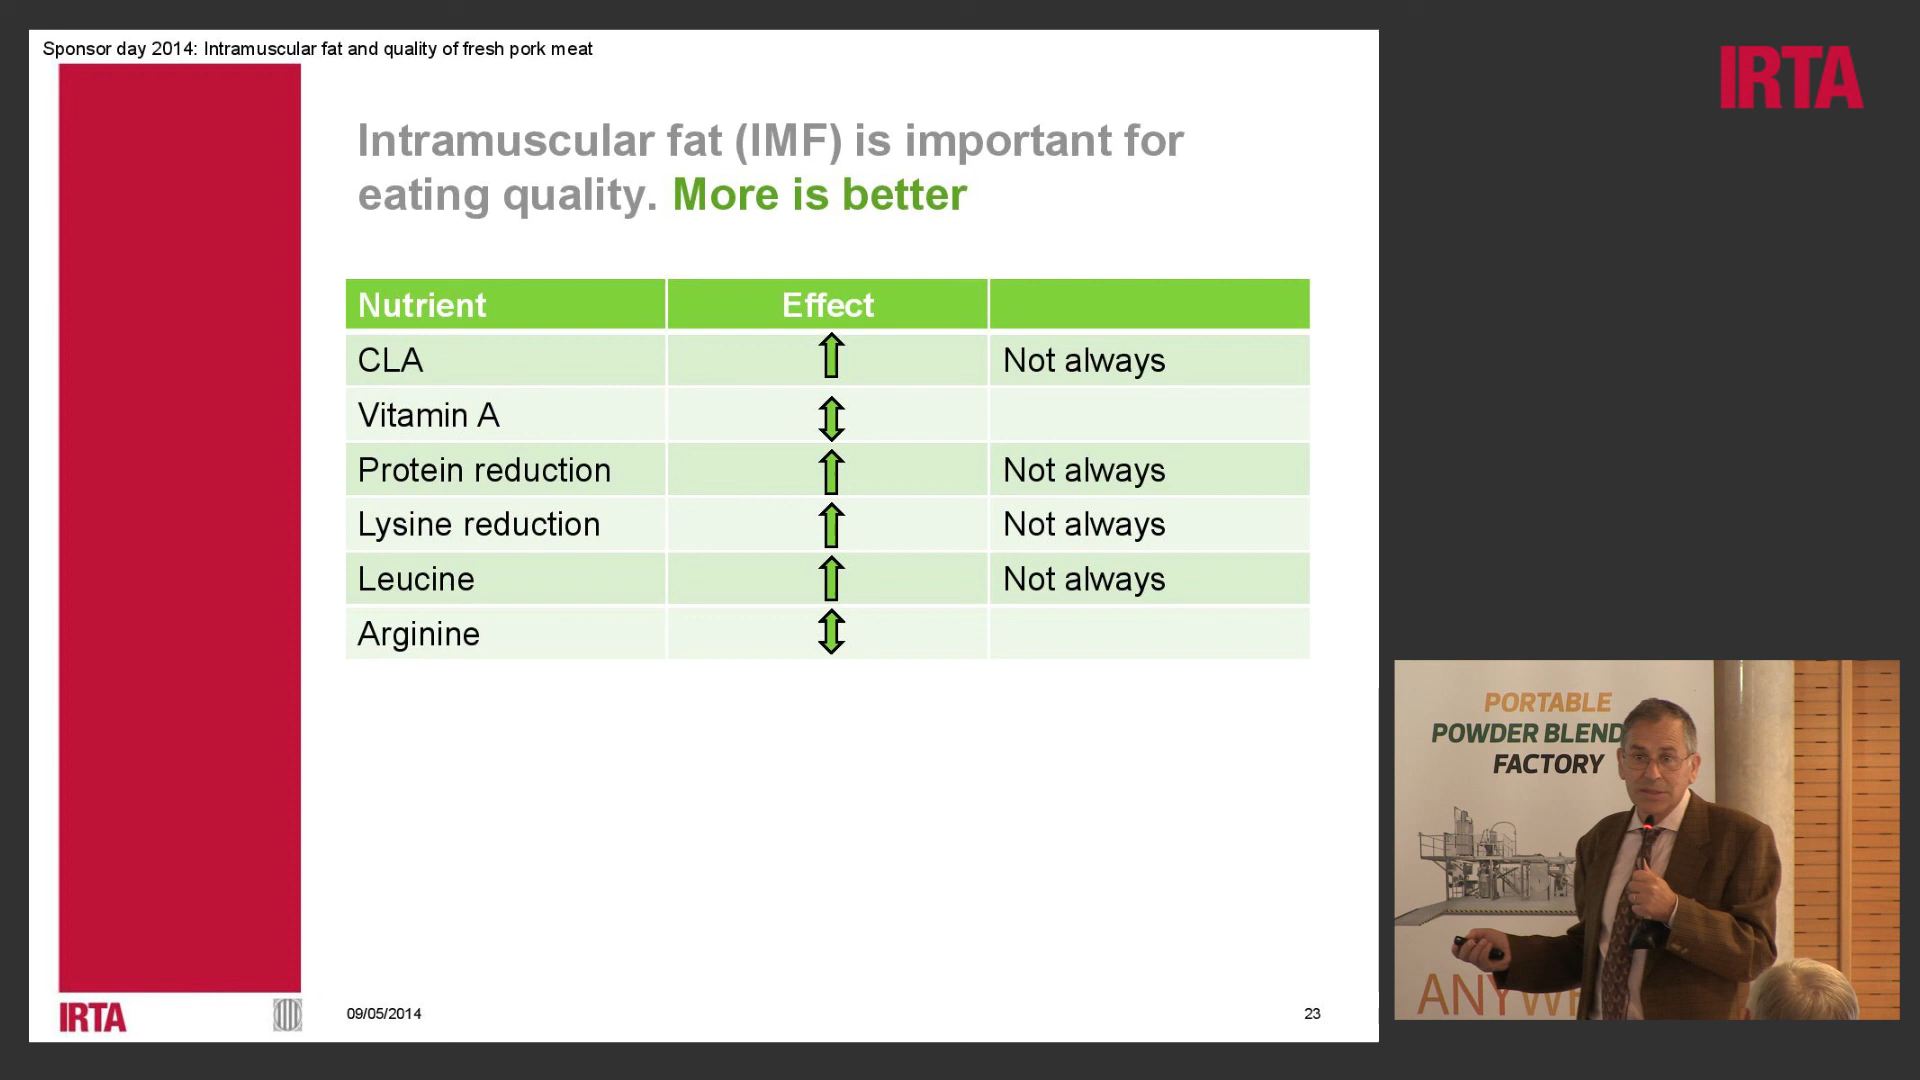 Sponsor day 2014: Intramuscular fat and quality of fresh pork meat
IRTA
Intramuscular fat (IMF) is important for
eating quality. More is better
Nutrient Effect
CLA Not always
Vitamin A
Protein reduction Not always
Lysine reduction Not always
Leucine Not always
Arginine
PORTABLE
POWDER BLEND
FACTORY
ANYW
IRTA
09/05/2014
23